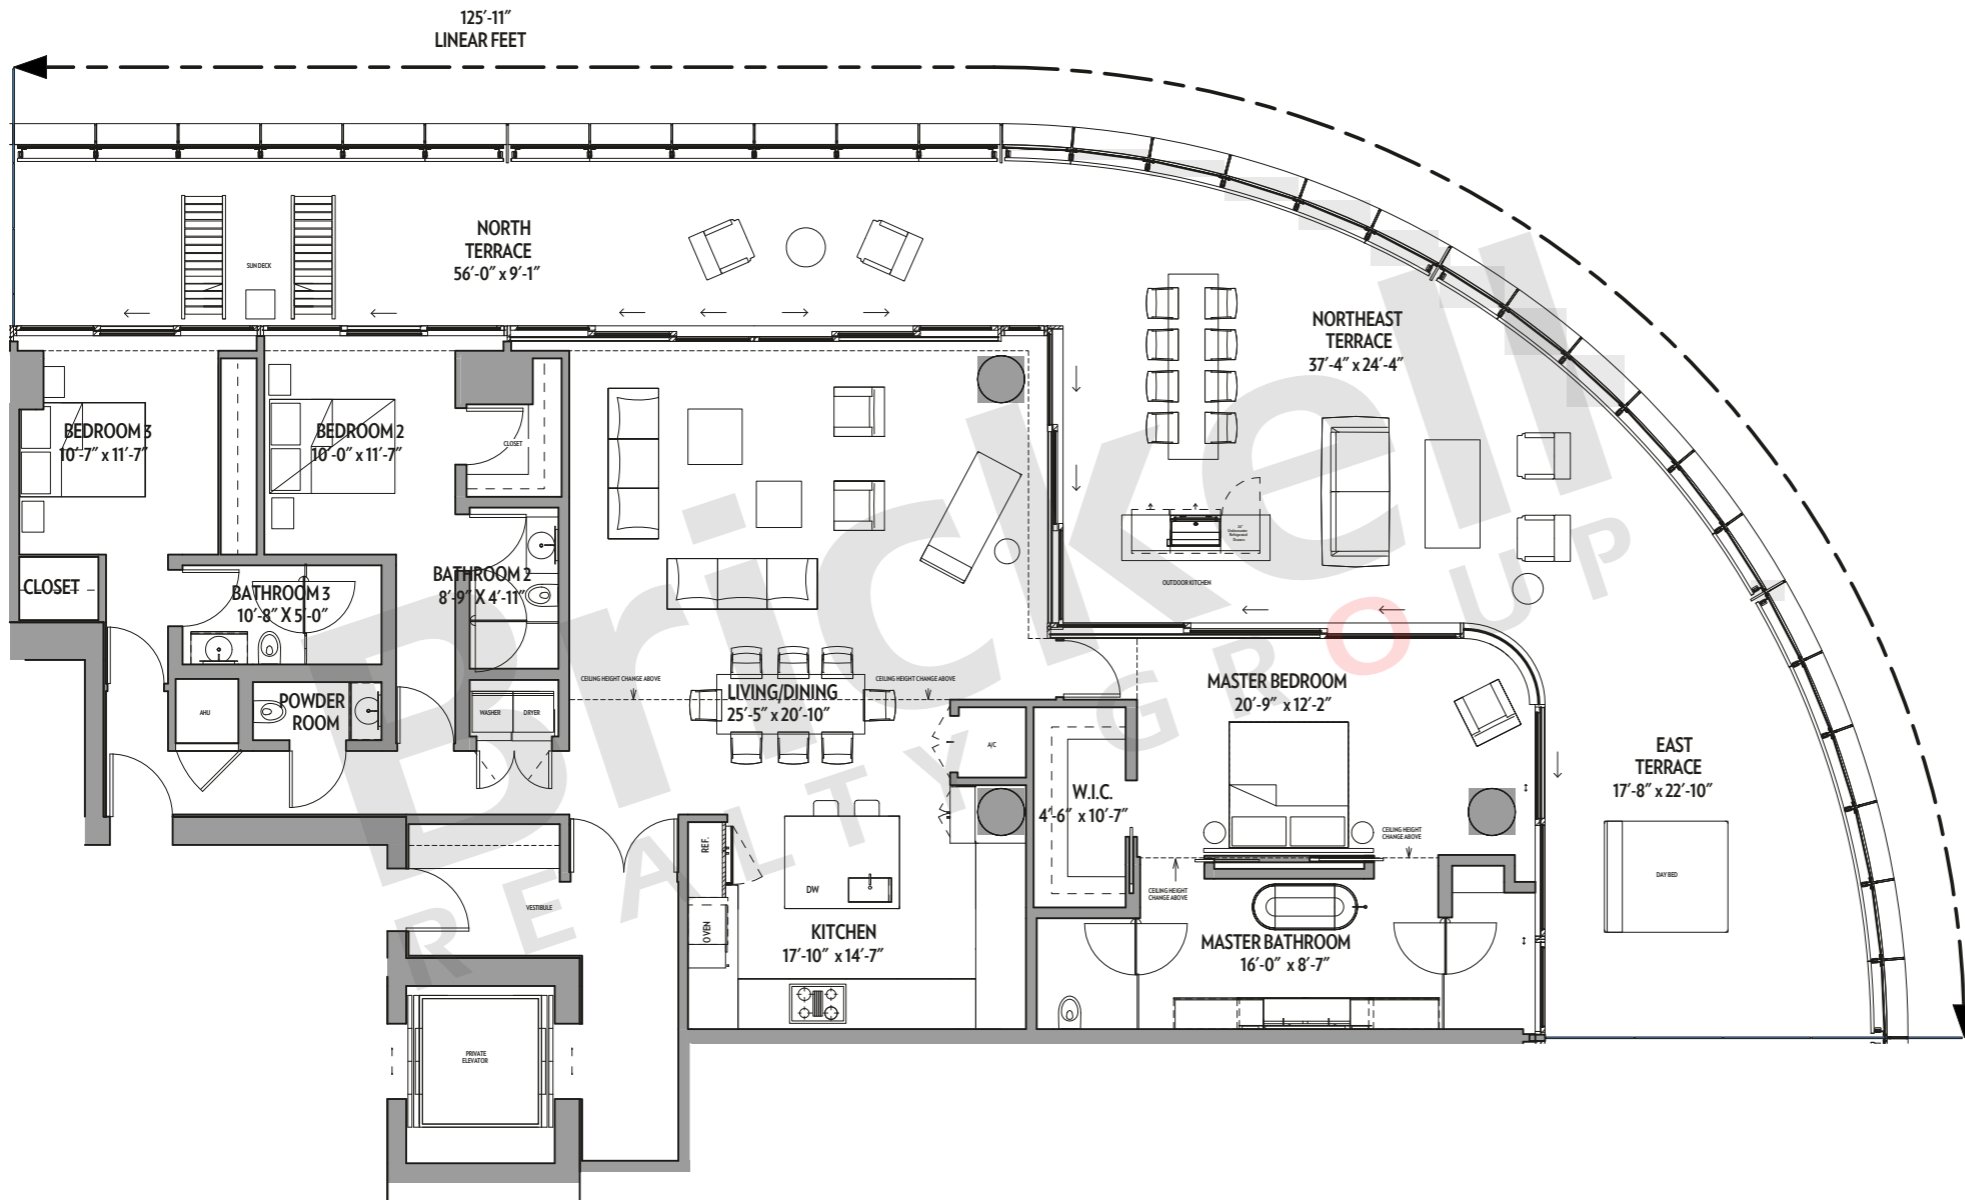 125'-11"
LINEAR FEET
NORTH
TERRACE
56'-0" x 9'-1"
SUN DECK
NORTHEAST
TERRACE
37'-4" x 24'-4"
BEDROOM 3
10'-7" x 11'-7"
BEDROOM 2
10'-0" x 11'-7"
CLOSET
CLOSET
BATHROOM 3
10'-8" X 5'-0"
BATHROOM 2
8'-9" X 4'-11"
OUTDOOR KITCHEN
CEILING HEIGHT CHANGE ABOVE
CEILING HEIGHT CHANGE ABOVE
POWDER
ROOM
AHU
WASHER
DRYER
LIVING/DINING
25'-5" x 20'-10"
A/C
MASTER BEDROOM
20'-9" x 12'-2"
EAST
TERRACE
17'-8" x 22'-10"
W.I.C.
4'-6" x 10'-7"
CEILING HEIGHT
CHANGE ABOVE
CEILING HEIGHT
CHANGE ABOVE
DAY BED
REF.
DW
OVEN
KITCHEN
17'-10" x 14'-7"
VESTIBULE
MASTER BATHROOM
16'-0" x 8'-7"
PRIVATE
ELEVATOR
Brickell
REALTY GROUP